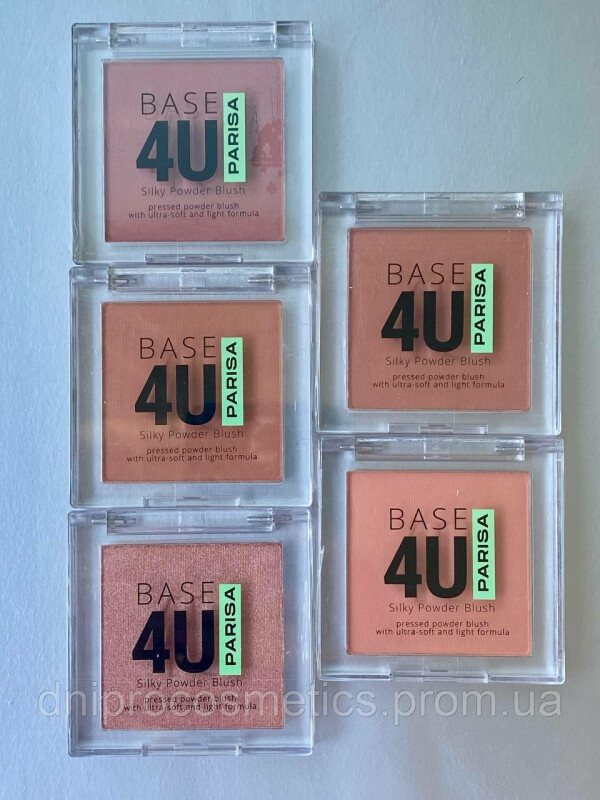 BASE
4U
PARISA
Silky Powder Blush
pressed powder blush
with ultra-soft and light formula
BASE
4U
PARISA
Silky Powder Blush
pressed powder blush
with ultra-soft and light formula
BASE
4U
PARISA
Silky Powder Blush
pressed powder blush
with ultra-soft and light formula
BASE
4U
PARISA
Silky Powder Blush
pressed powder blush
with ultra-soft and light formula
BASE
4U
PARISA
Silky Powder Blush
pressed powder blush
with ultra-soft and light formula
dniprocosmetics.prom.ua